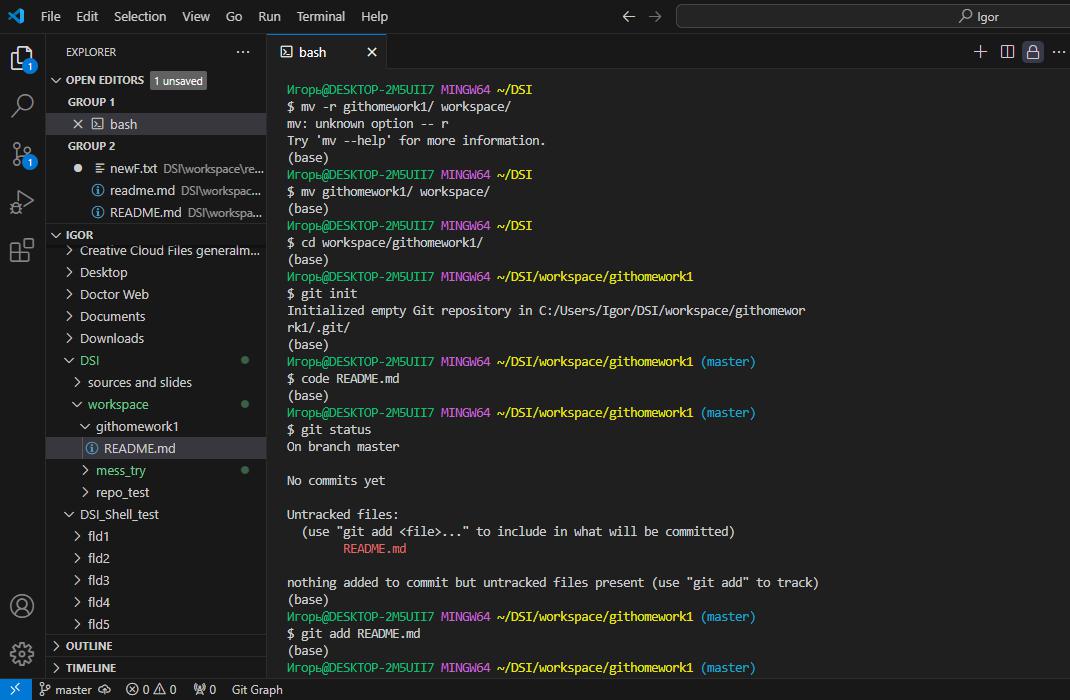 File Edit Selection View Go Run Terminal Help
Igor
EXPLORER
bash
OPEN EDITORS 1 unsaved
GROUP 1
bash
GROUP 2
newF.txt DSI\workspace\re...
readme.md DSI\workspac...
README.md DSI\workspa...
IGOR
Creative Cloud Files generalm...
Desktop
Doctor Web
Documents
Downloads
DSI
sources and slides
workspace
githomework1
README.md
mess_try
repo_test
DSI_Shell_test
fld1
fld2
fld3
fld4
fld5
OUTLINE
TIMELINE
1
1
Игорь@DESKTOP-2M5UII7 MINGW64 ~/DSI
$ mv -r githomework1/ workspace/
mv: unknown option -- r
Try 'mv --help' for more information.
(base)
Игорь@DESKTOP-2M5UII7 MINGW64 ~/DSI
$ mv githomework1/ workspace/
(base)
Игорь@DESKTOP-2M5UII7 MINGW64 ~/DSI
$ cd workspace/githomework1/
(base)
Игорь@DESKTOP-2M5UII7 MINGW64 ~/DSI/workspace/githomework1
$ git init
Initialized empty Git repository in C:/Users/Igor/DSI/workspace/githomewor
rk1/.git/
(base)
Игорь@DESKTOP-2M5UII7 MINGW64 ~/DSI/workspace/githomework1 (master)
$ code README.md
(base)
Игорь@DESKTOP-2M5UII7 MINGW64 ~/DSI/workspace/githomework1 (master)
$ git status
On branch master
No commits yet
Untracked files:
(use "git add <file>..." to include in what will be committed)
README.md
nothing added to commit but untracked files present (use "git add" to track)
(base)
Игорь@DESKTOP-2M5UII7 MINGW64 ~/DSI/workspace/githomework1 (master)
$ git add README.md
(base)
Игорь@DESKTOP-2M5UII7 MINGW64 ~/DSI/workspace/githomework1 (master)
master 0 0 0 Git Graph